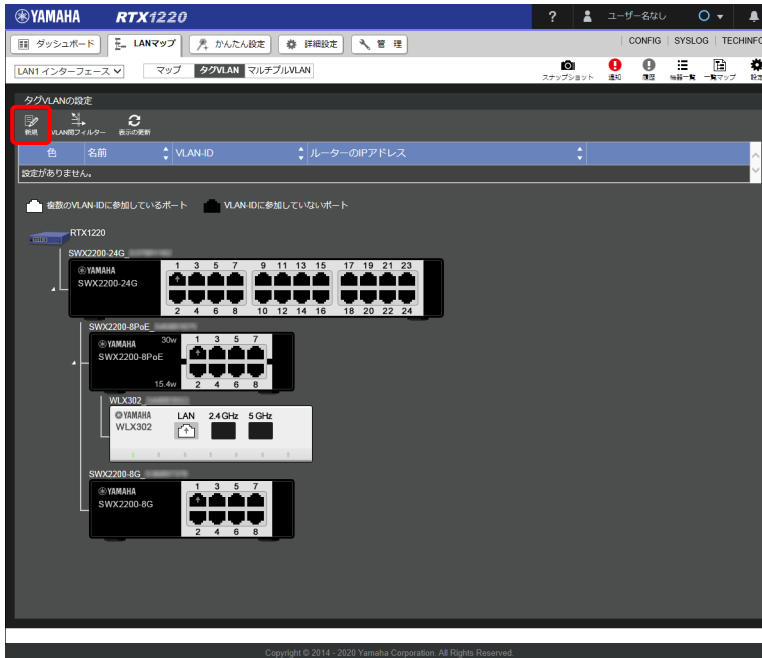 YAMAHA RTX1220 ? ユーザー名なし
ダッシュボード LANマップ かんたん設定 詳細設定 管 理 CONFIG SYSLOG TECHINFO
LAN1 インターフェース マップ タグVLAN マルチプルVLAN スナップショット 通知 履歴 機器一覧 一覧マップ 設定
タグVLANの設定
新規 VLAN間フィルター 表示の更新
色 名前 VLAN-ID ルーターのIPアドレス
設定がありません。
複数のVLAN-IDに参加しているポート VLAN-IDに参加していないポート
RTX1220
SWX2200-24G_
YAMAHA
SWX2200-24G
1 3 5 7 9 11 13 15 17 19 21 23
2 4 6 8 10 12 14 16 18 20 22 24
SWX2200-8PoE_
YAMAHA 30w 1 3 5 7
SWX2200-8PoE
15.4w 2 4 6 8
WLX302_
YAMAHA LAN 2.4 GHz 5 GHz
WLX302
SWX2200-8G_
YAMAHA 1 3 5 7
SWX2200-8G
2 4 6 8
Copyright © 2014 - 2020 Yamaha Corporation. All Rights Reserved.